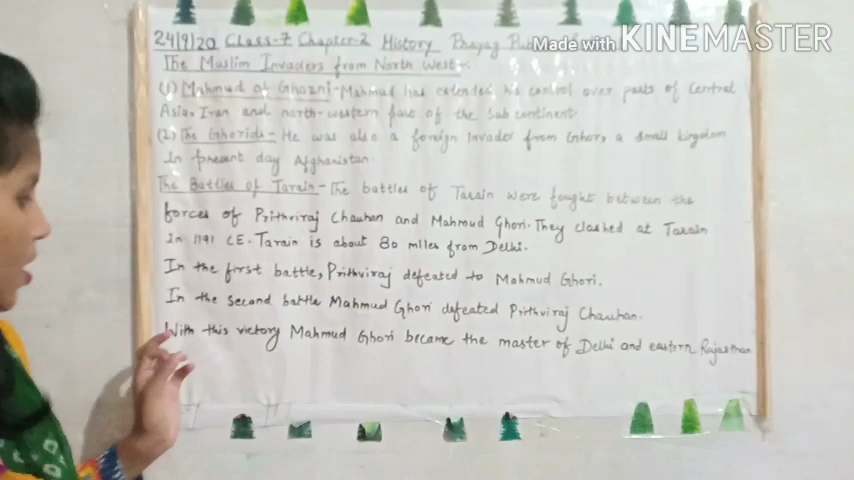 24/9/20 Class-7 Chapter-2 History Prayag Pu
Made with KINEMASTER
The Muslim Invaders from North West:-
(1) Mahmud of Ghazni - Mahmud has extended his control over parts of Central
Asia, Iran and north-western part of the sub continent.
(2) The Ghorids - He was also a foreign invader from Ghor, a small kingdom
In present day Afghanistan.
The Battles of Tarain - The battles of Tarain were fought between the
forces of Prithviraj Chauhan and Mahmud Ghori. They clashed at Tarain
In 1191 CE. Tarain is about 80 miles from Delhi.
In the first battle, Prithviraj defeated to Mahmud Ghori.
In the second battle Mahmud Ghori defeated Prithviraj Chauhan.
With this victory Mahmud Ghori became the master of Delhi and eastern Rajasthan